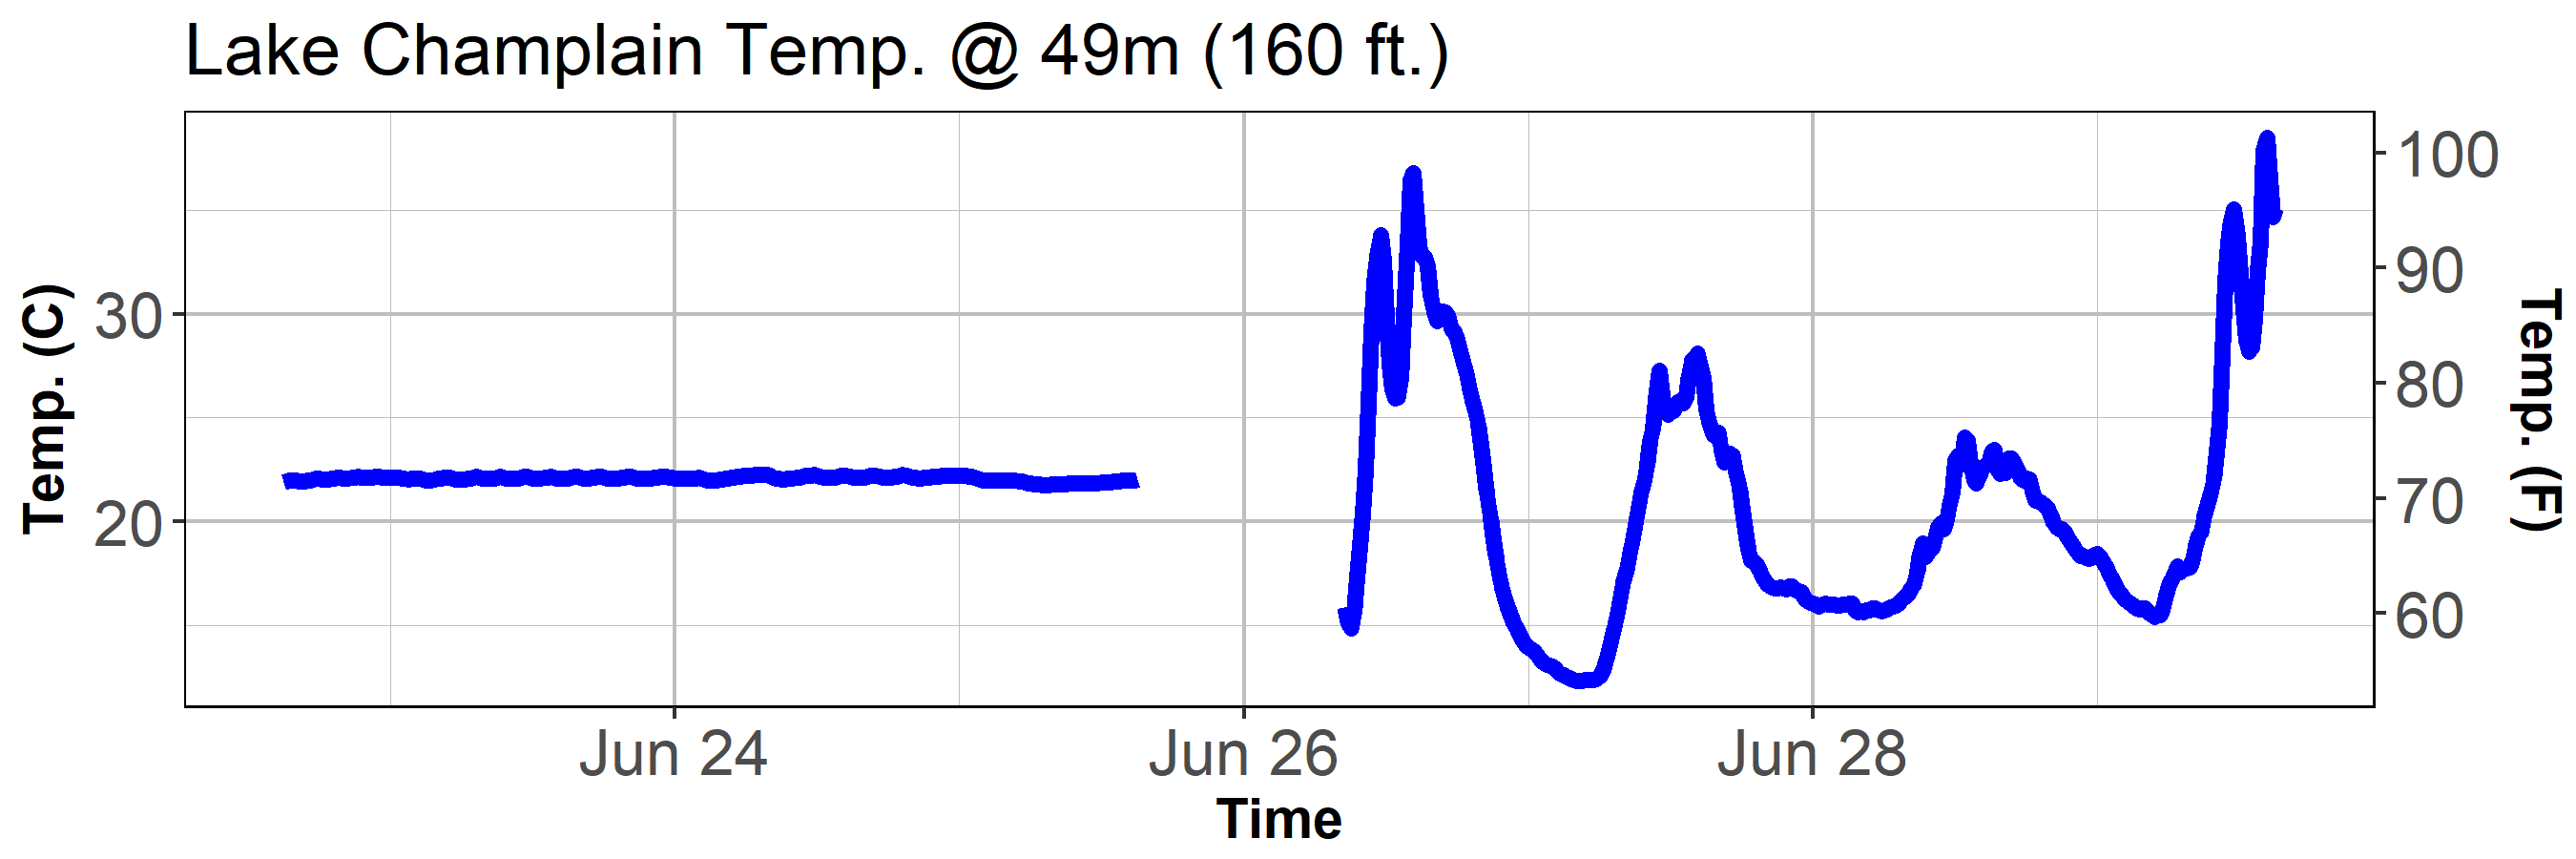 Lake Champlain Temp. @ 49m (160 ft.)
Temp. (C)
30
20
100
90
80
70
60
Temp. (F)
Jun 24 Jun 26 Jun 28
Time